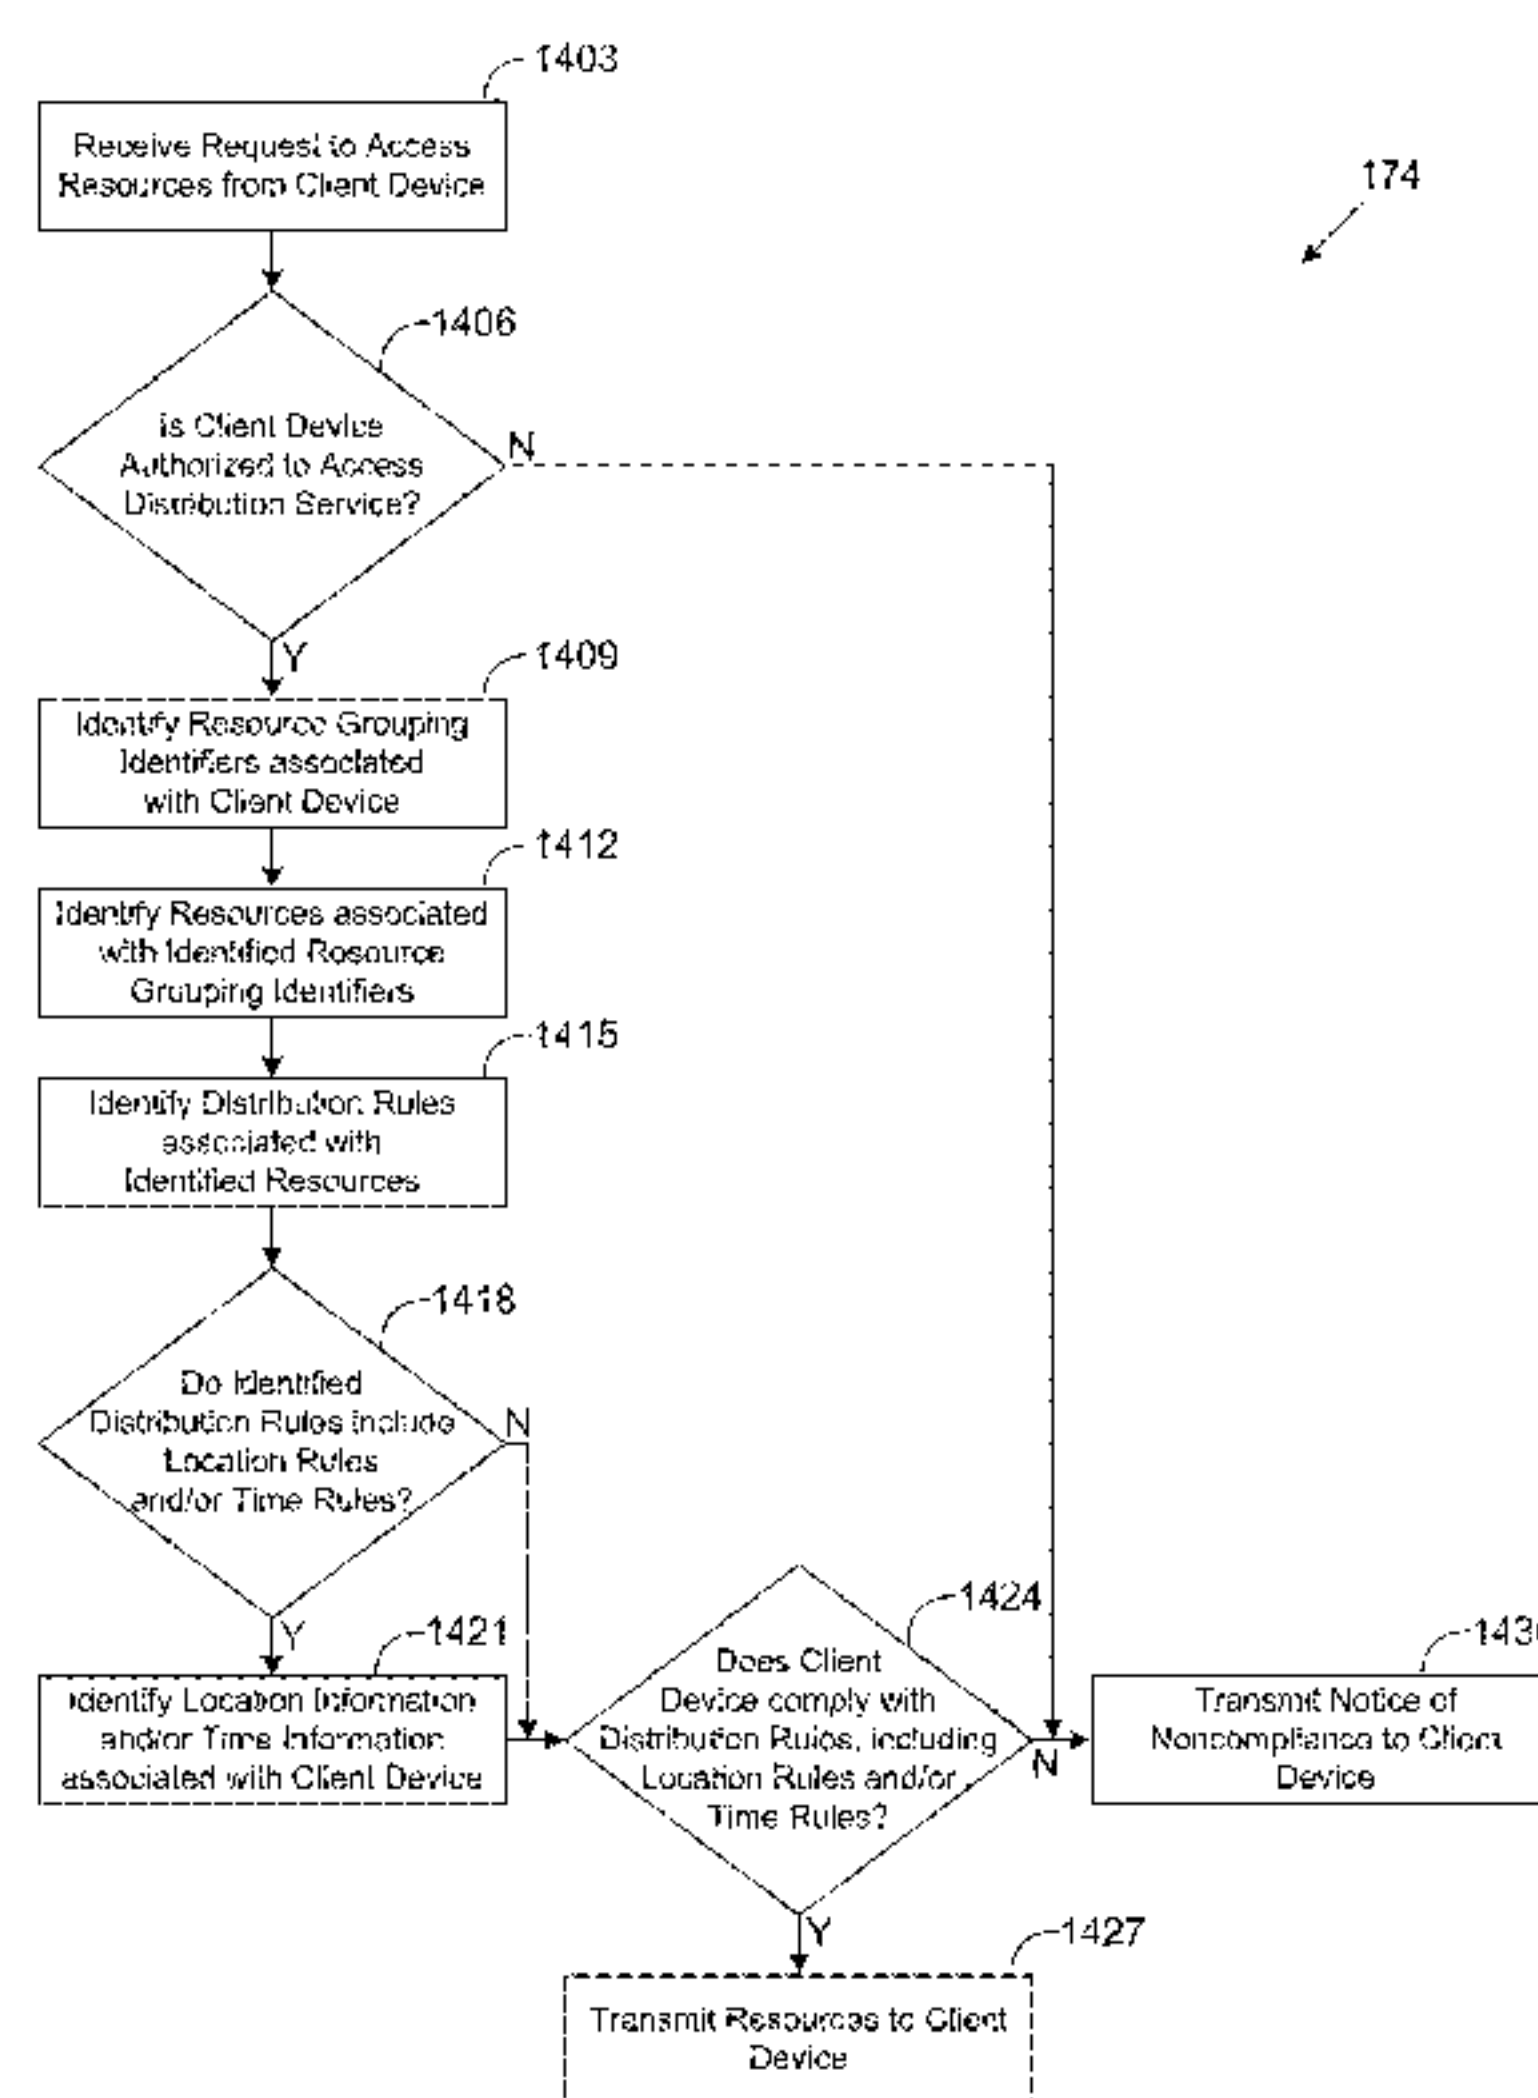 1403
Receive Request to Access
Resources from Client Device
174
1406
Is Client Device
Authorized to Access
Distribution Service?
N
Y
1409
Identify Resource Grouping
Identifiers associated
with Client Device
1412
Identify Resources associated
with Identified Resource
Grouping Identifiers
1415
Identify Distribution Rules
associated with
Identified Resources
1418
Do Identified
Distribution Rules include
Location Rules
and/or Time Rules?
N
Y
1421
Identify Location Information
and/or Time Information
associated with Client Device
1424
Does Client
Device comply with
Distribution Rules, including
Location Rules and/or
Time Rules?
N
Y
Transmit Notice of
Noncompliance to Client
Device
1427
Transmit Resources to Client
Device